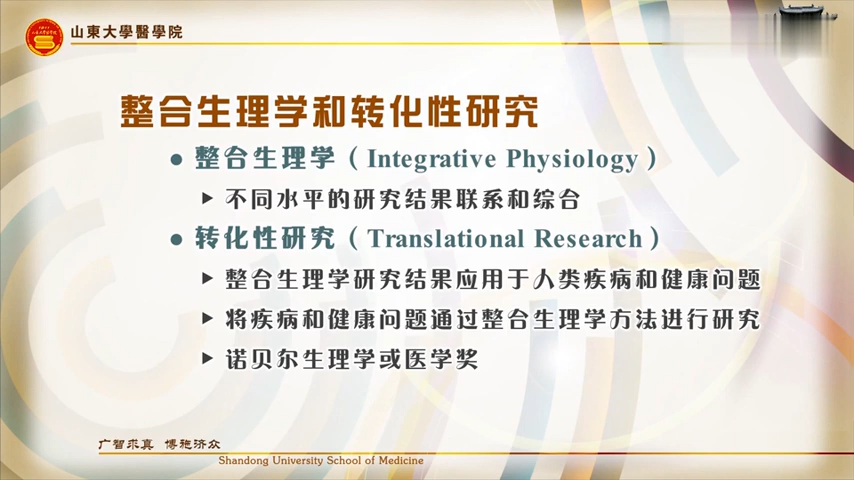 山東大學醫學院
整合生理学和转化性研究
● 整合生理学（Integrative Physiology）
▶ 不同水平的研究结果联系和综合
● 转化性研究（Translational Research）
▶ 整合生理学研究结果应用于人类疾病和健康问题
▶ 将疾病和健康问题通过整合生理学方法进行研究
▶ 诺贝尔生理学或医学奖
广智求真 博施济众
Shandong University School of Medicine